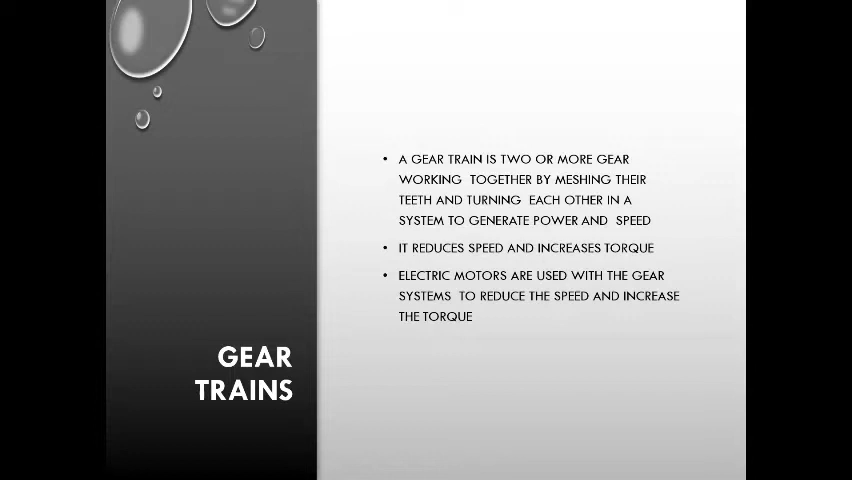 • A GEAR TRAIN IS TWO OR MORE GEAR
WORKING TOGETHER BY MESHING THEIR
TEETH AND TURNING EACH OTHER IN A
SYSTEM TO GENERATE POWER AND SPEED
• IT REDUCES SPEED AND INCREASES TORQUE
• ELECTRIC MOTORS ARE USED WITH THE GEAR
SYSTEMS TO REDUCE THE SPEED AND INCREASE
THE TORQUE
GEAR
TRAINS